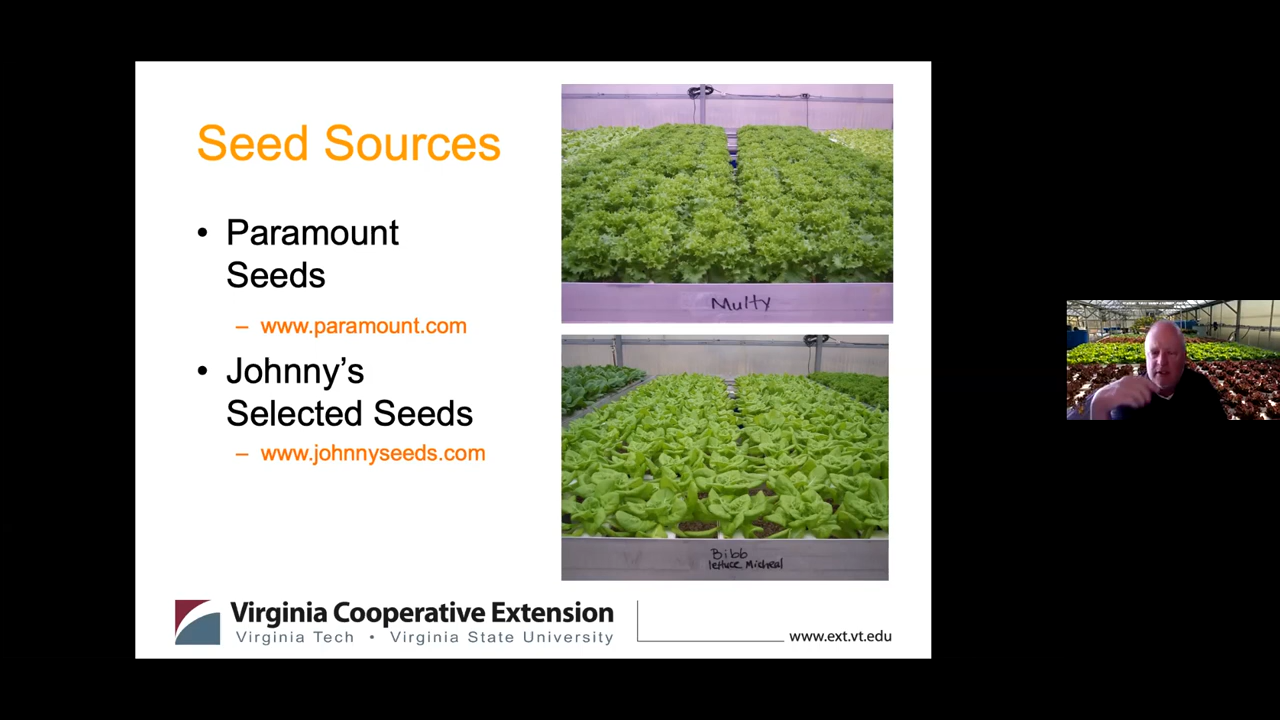 Seed Sources
• Paramount
Seeds
– www.paramount.com
• Johnny's
Selected Seeds
– www.johnnyseeds.com
Multy
Bibb
lettuce Micheal
Virginia Cooperative Extension
Virginia Tech • Virginia State University
www.ext.vt.edu